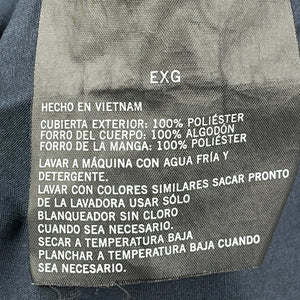 EXG
HECHO EN VIETNAM
CUBIERTA EXTERIOR: 100% POLIÉSTER
FORRO DEL CUERPO: 100% ALGODÓN
FORRO DE LA MANGA: 100% POLIÉSTER
LAVAR A MÁQUINA CON AGUA FRÍA Y
DETERGENTE.
LAVAR CON COLORES SIMILARES SACAR PRONTO
DE LA LAVADORA USAR SÓLO
BLANQUEADOR SIN CLORO
CUANDO SEA NECESARIO.
SECAR A TEMPERATURA BAJA
PLANCHAR A TEMPERATURA BAJA CUANDO
SEA NECESARIO.